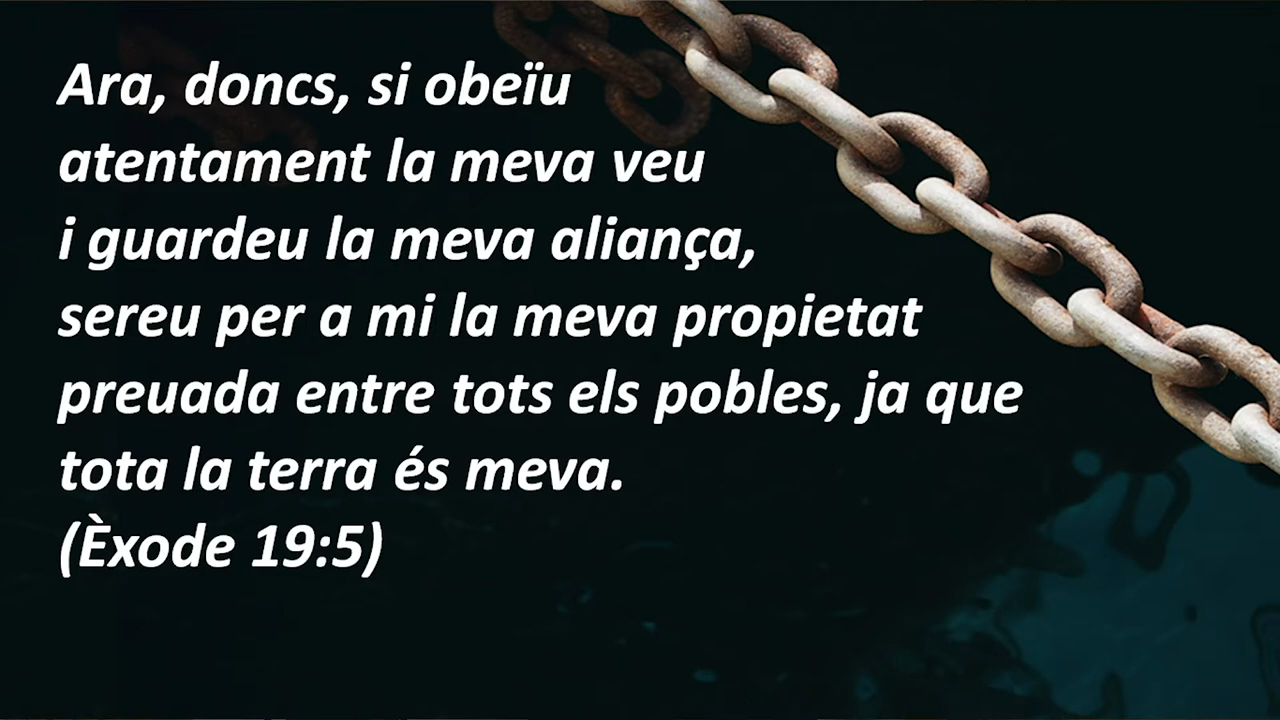 Ara, doncs, si obeïu
atentament la meva veu
i guardeu la meva aliança,
sereu per a mi la meva propietat
preuada entre tots els pobles, ja que
tota la terra és meva.
(Èxode 19:5)